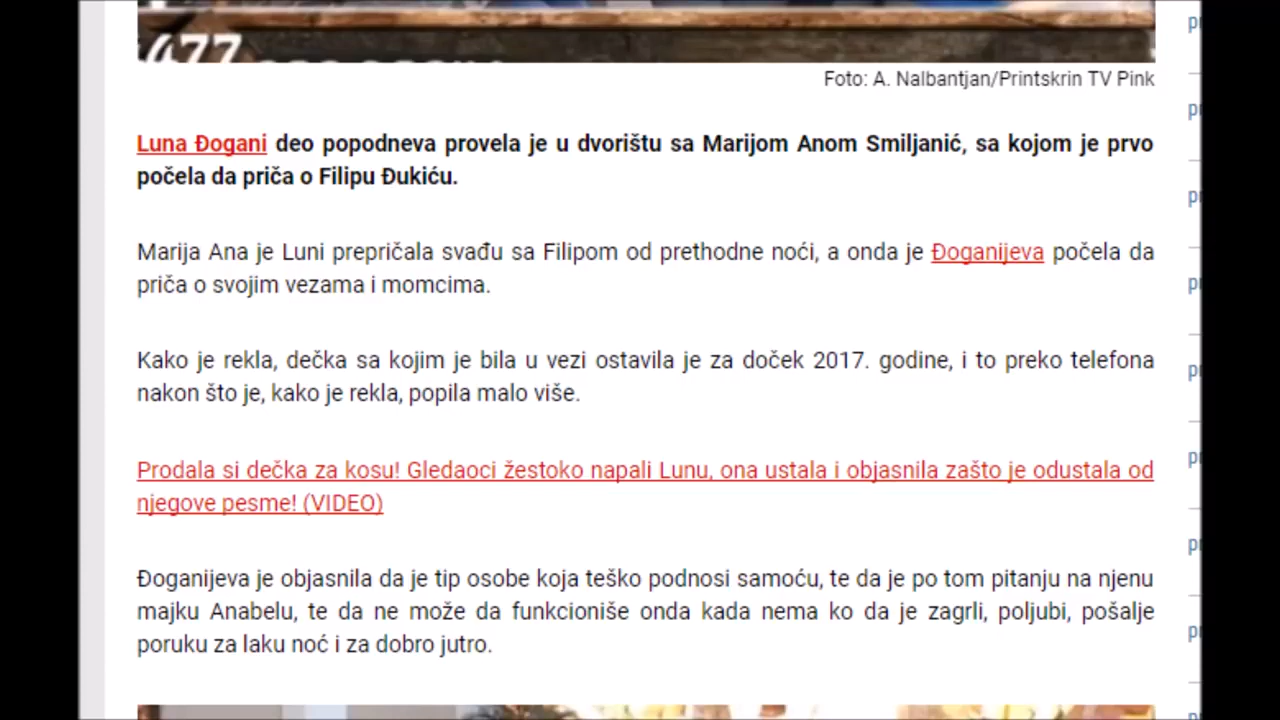 Foto: A. Nalbantjan/Printskrin TV Pink
Luna Đogani deo popodneva provela je u dvorištu sa Marijom Anom Smiljanić, sa kojom je prvo
počela da priča o Filipu Đukiću.
Marija Ana je Luni prepričala svađu sa Filipom od prethodne noći, a onda je Đoganijeva počela da
priča o svojim vezama i momcima.
Kako je rekla, dečka sa kojim je bila u vezi ostavila je za doček 2017. godine, i to preko telefona
nakon što je, kako je rekla, popila malo više.
Prodala si dečka za kosu! Gledaoci žestoko napali Lunu, ona ustala i objasnila zašto je odustala od
njegove pesme! (VIDEO)
Đoganijeva je objasnila da je tip osobe koja teško podnosi samoću, te da je po tom pitanju na njenu
majku Anabelu, te da ne može da funkcioniše onda kada nema ko da je zagrli, poljubi, pošalje
poruku za laku noć i za dobro jutro.